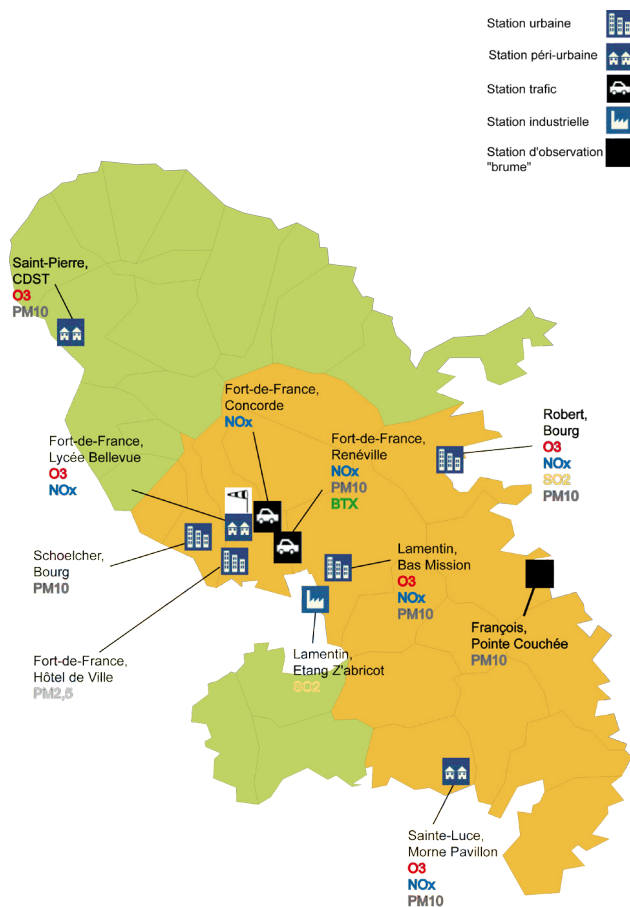 Station urbaine
Station péri-urbaine
Station trafic
Station industrielle
Station d'observation
"brume"
Saint-Pierre,
CDST
O3
PM10
Fort-de-France,
Concorde
NOx
Fort-de-France,
Renéville
NOx
PM10
BTX
Robert,
Bourg
O3
NOx
SO2
PM10
Fort-de-France,
Lycée Bellevue
O3
NOx
Schoelcher,
Bourg
PM10
Lamentin,
Bas Mission
O3
NOx
PM10
François,
Pointe Couchée
PM10
Fort-de-France,
Hôtel de Ville
PM2,5
Lamentin,
Etang Z'abricot
SO2
Sainte-Luce,
Morne Pavillon
O3
NOx
PM10